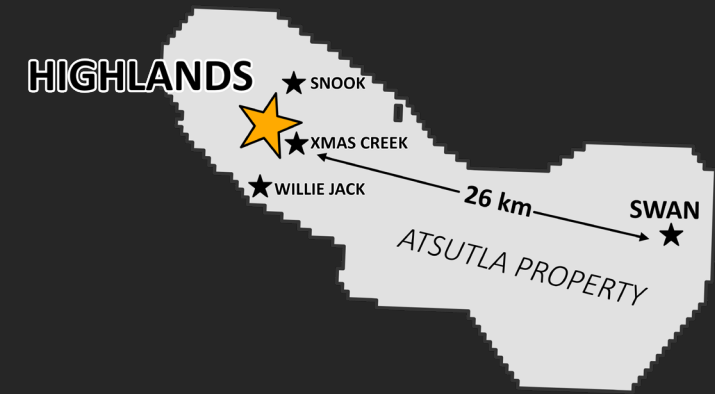 HIGHLANDS
SNOOK
XMAS CREEK
WILLIE JACK
26 km
SWAN
ATSUTLA PROPERTY